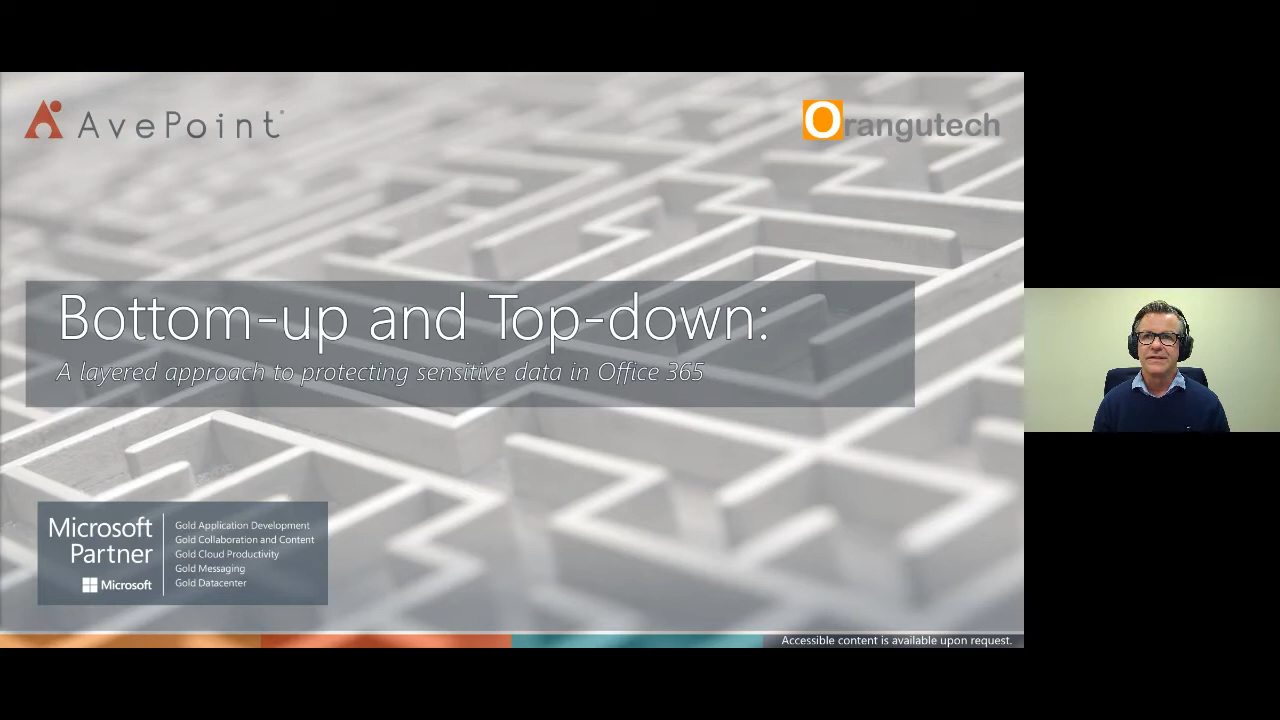 AvePoint
Orangutech
Bottom-up and Top-down:
A layered approach to protecting sensitive data in Office 365
Microsoft
Partner
Microsoft
Gold Application Development
Gold Collaboration and Content
Gold Cloud Productivity
Gold Messaging
Gold Datacenter
Accessible content is available upon request.